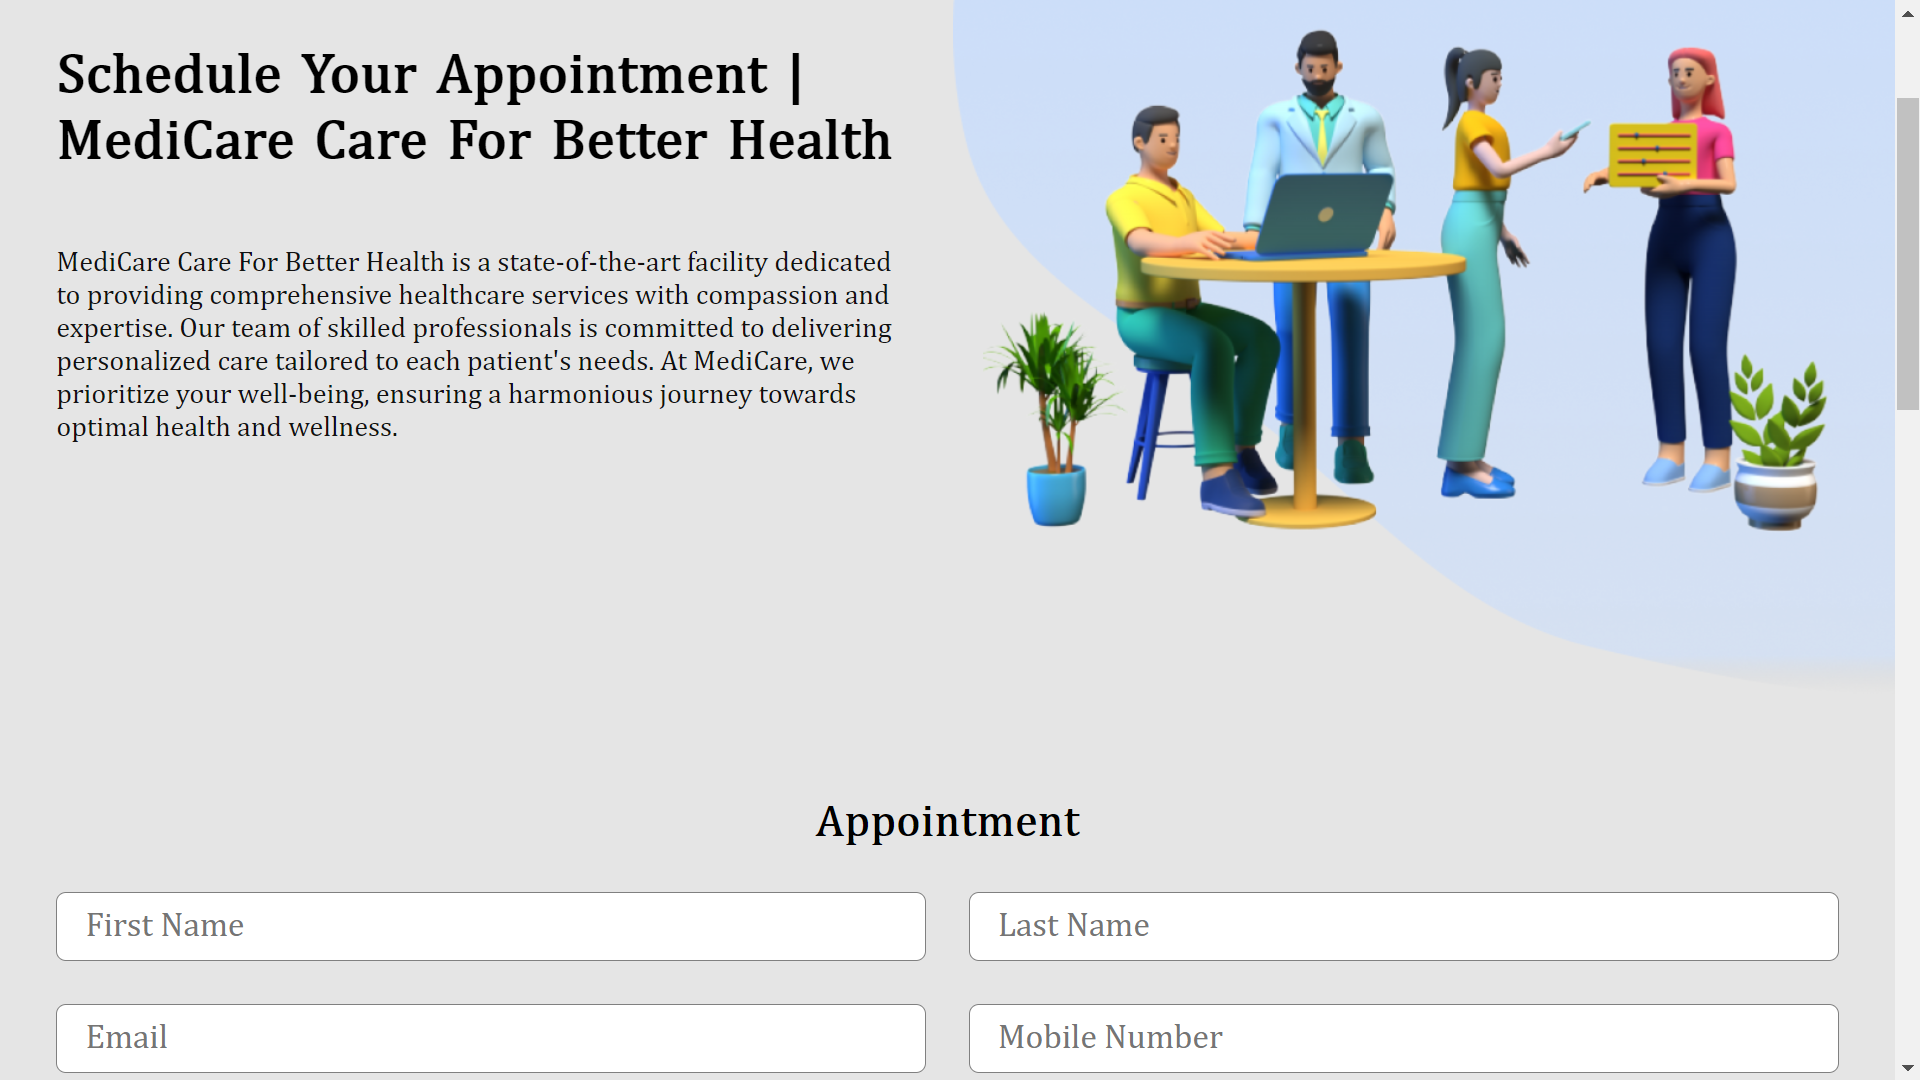 Schedule Your Appointment |
MediCare Care For Better Health
MediCare Care For Better Health is a state-of-the-art facility dedicated
to providing comprehensive healthcare services with compassion and
expertise. Our team of skilled professionals is committed to delivering
personalized care tailored to each patient's needs. At MediCare, we
prioritize your well-being, ensuring a harmonious journey towards
optimal health and wellness.
Appointment
First Name
Last Name
Email
Mobile Number